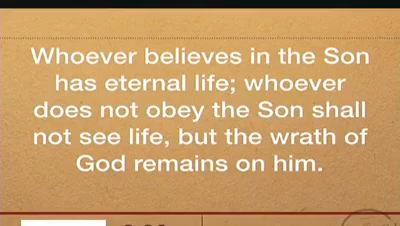 Whoever believes in the Son
has eternal life; whoever
does not obey the Son shall
not see life, but the wrath of
God remains on him.